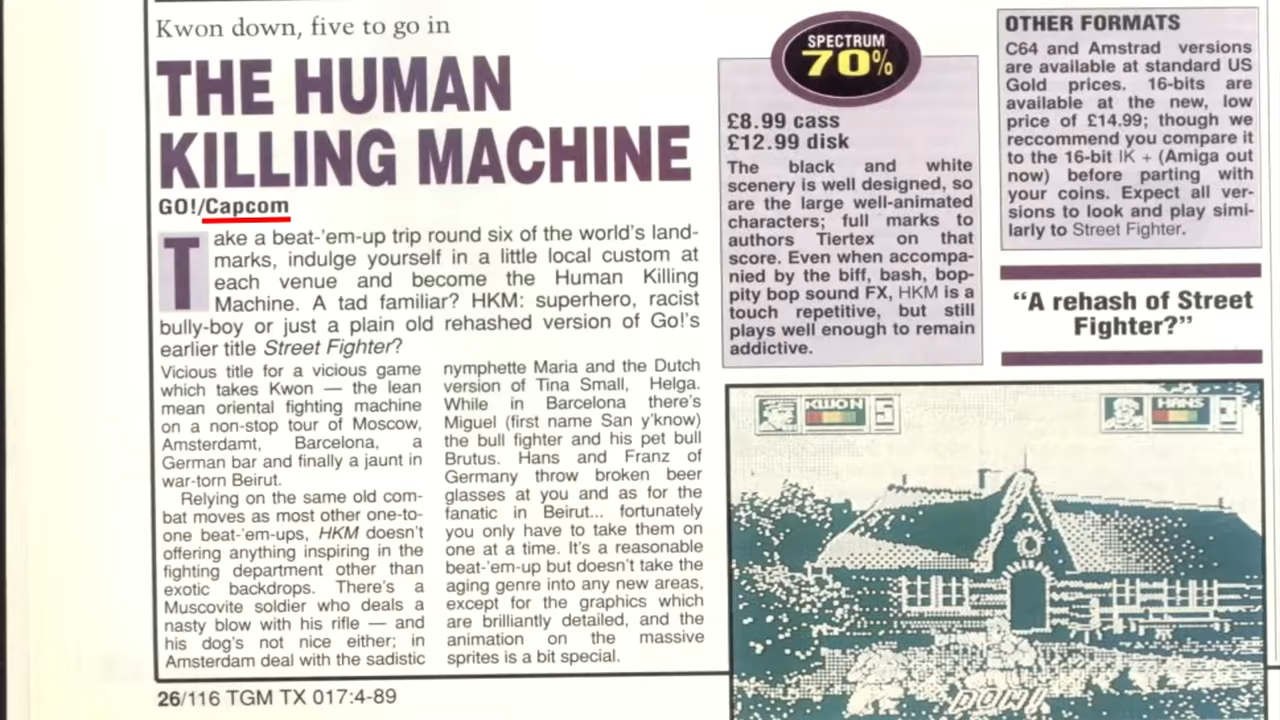 Kwon down, five to go in
THE HUMAN
KILLING MACHINE
GO!/Capcom
Take a beat-'em-up trip round six of the world's land-
marks, indulge yourself in a little local custom at
each venue and become the Human Killing
Machine. A tad familiar? HKM: superhero, racist
bully-boy or just a plain old rehashed version of Go!'s
earlier title Street Fighter?
Vicious title for a vicious game
which takes Kwon — the lean
mean oriental fighting machine
on a non-stop tour of Moscow,
Amsterdamt, Barcelona, a
German bar and finally a jaunt in
war-torn Beirut.
Relying on the same old com-
bat moves as most other one-to-
one beat-'em-ups, HKM doesn't
offering anything inspiring in the
fighting department other than
exotic backdrops. There's a
Muscovite soldier who deals a
nasty blow with his rifle — and
his dog's not nice either; in
Amsterdam deal with the sadistic
nymphette Maria and the Dutch
version of Tina Small, Helga.
While in Barcelona there's
Miguel (first name San y'know)
the bull fighter and his pet bull
Brutus. Hans and Franz of
Germany throw broken beer
glasses at you and as for the
fanatic in Beirut... fortunately
you only have to take them on
one at a time. It's a reasonable
beat-'em-up but doesn't take the
aging genre into any new areas,
except for the graphics which
are brilliantly detailed, and the
animation on the massive
sprites is a bit special.
SPECTRUM
70%
£8.99 cass
£12.99 disk
The black and white
scenery is well designed, so
are the large well-animated
characters; full marks to
authors Tiertex on that
score. Even when accompa-
nied by the biff, bash, bop-
pity bop sound FX, HKM is a
touch repetitive, but still
plays well enough to remain
addictive.
OTHER FORMATS
C64 and Amstrad versions
are available at standard US
Gold prices. 16-bits are
available at the new, low
price of £14.99; though we
reccommend you compare it
to the 16-bit IK + (Amiga out
now) before parting with
your coins. Expect all ver-
sions to look and play simi-
larly to Street Fighter.
"A rehash of Street
Fighter?"
KWON 5
HANS
26/116 TGM TX 017:4-89